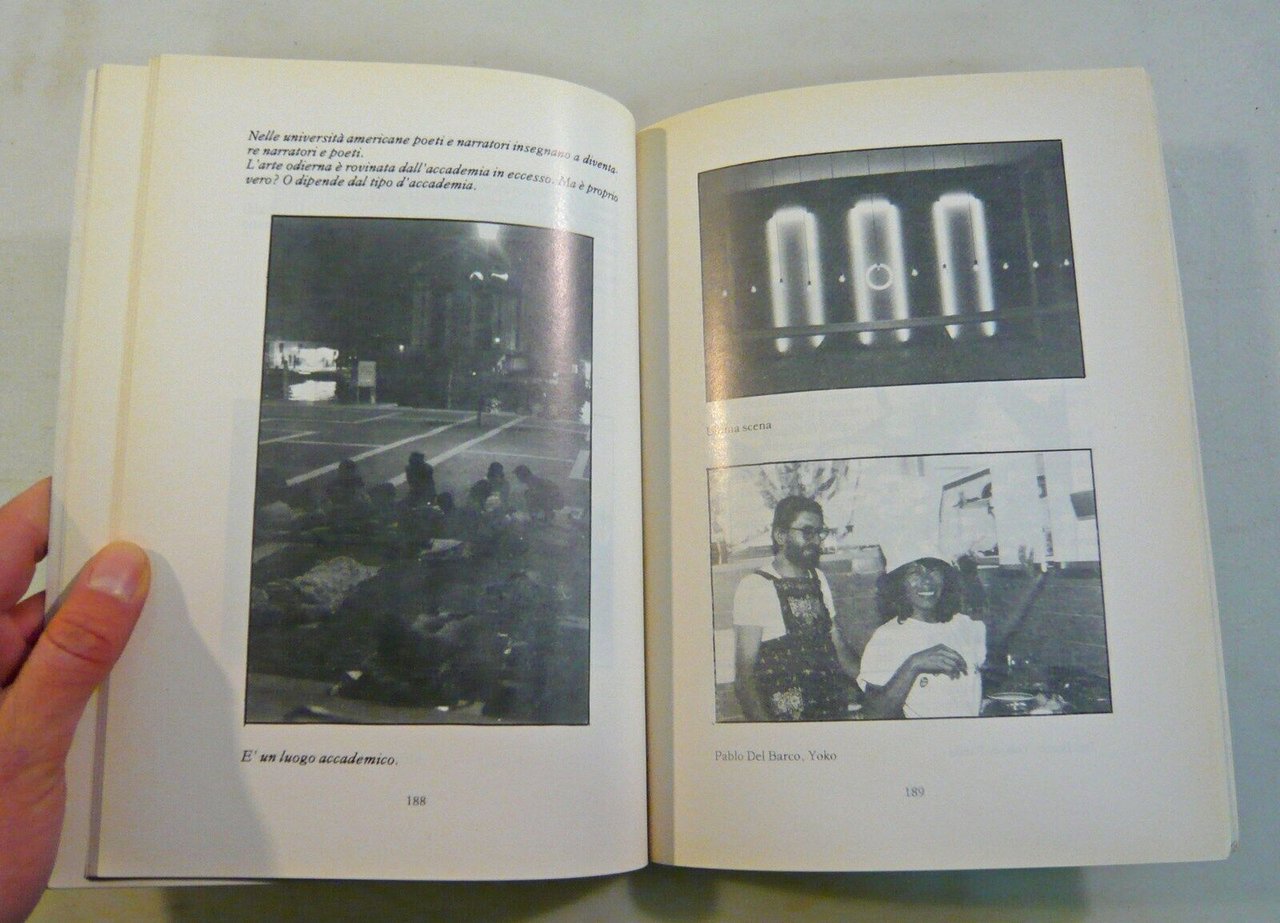 Nelle università americane poeti e narratori insegnano a diventa-
re narratori e poeti.
L'arte odierna è rovinata dall'accademia in eccesso. Ma è proprio
vero? O dipende dal tipo d'accademia.
E' un luogo accademico.
188
Ultima scena
Pablo Del Barco, Yoko
189